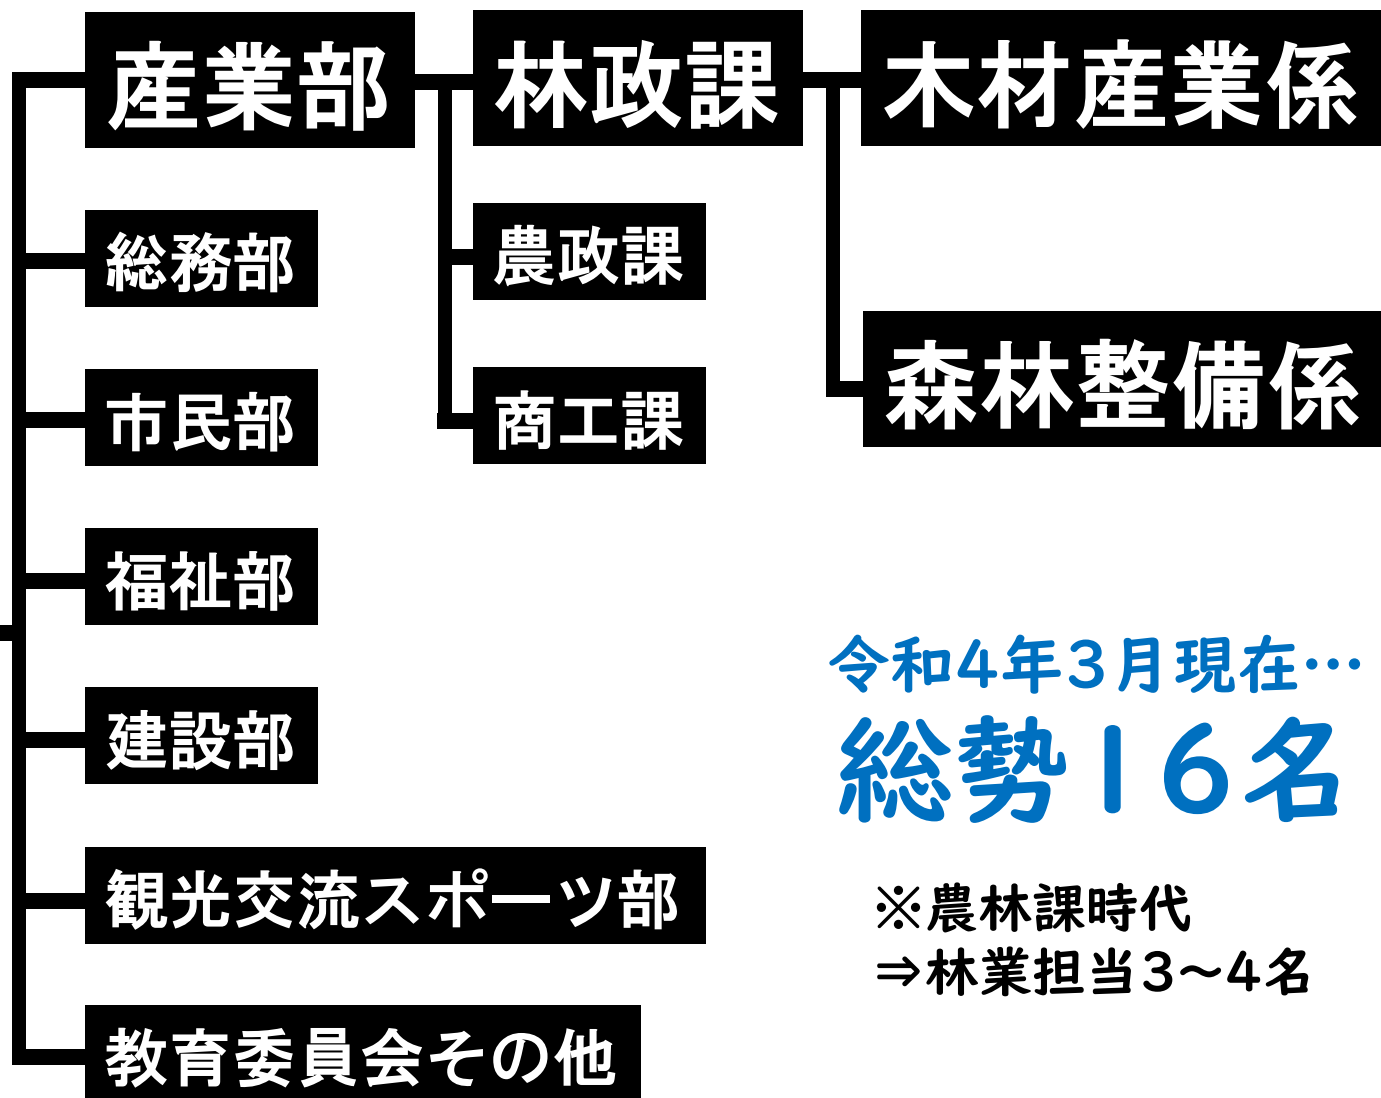 産業部
林政課
木材産業係
総務部
農政課
森林整備係
市民部
商工課
福祉部
建設部
令和4年3月現在…
総勢16名
観光交流スポーツ部
※農林課時代
⇒林業担当3～4名
教育委員会その他